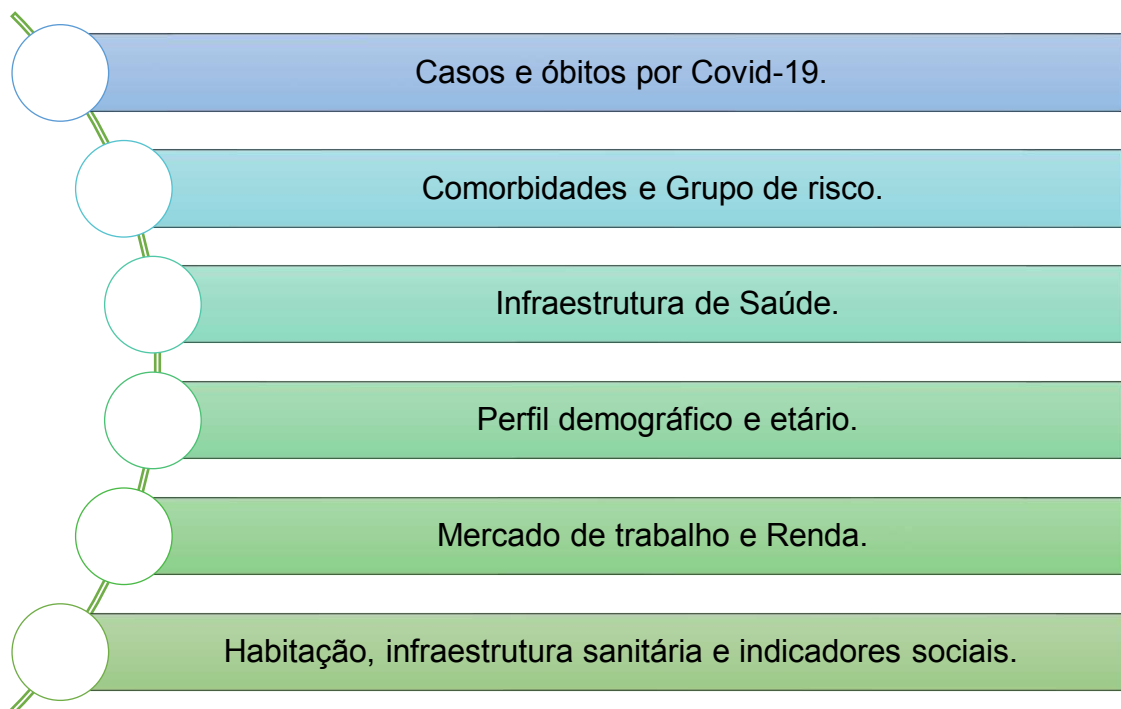 Casos e óbitos por Covid-19.
Comorbidades e Grupo de risco.
Infraestrutura de Saúde.
Perfil demográfico e etário.
Mercado de trabalho e Renda.
Habitação, infraestrutura sanitária e indicadores sociais.